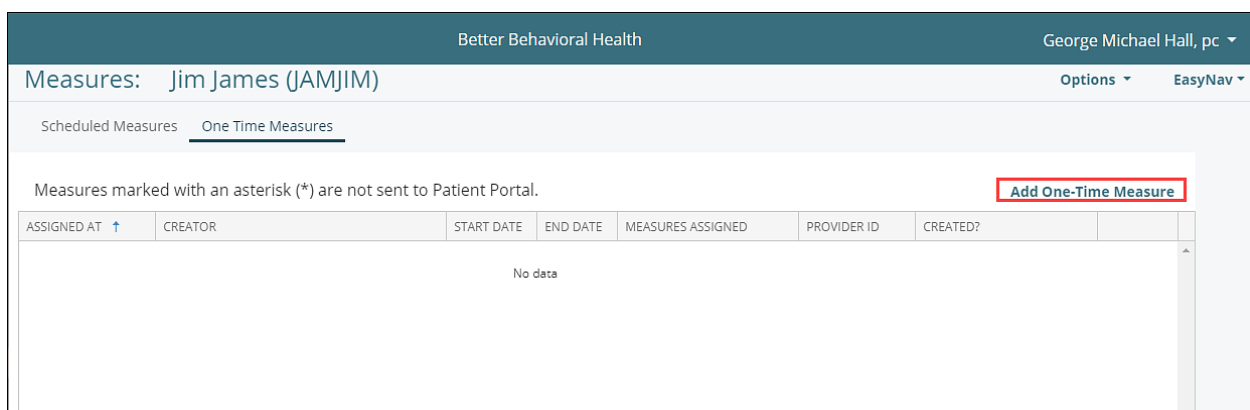 Better Behavioral Health George Michael Hall, pc
Measures: Jim James (JAMJIM) Options EasyNav
Scheduled Measures One Time Measures
Measures marked with an asterisk (*) are not sent to Patient Portal. Add One-Time Measure
ASSIGNED AT CREATOR START DATE END DATE MEASURES ASSIGNED PROVIDER ID CREATED?
No data